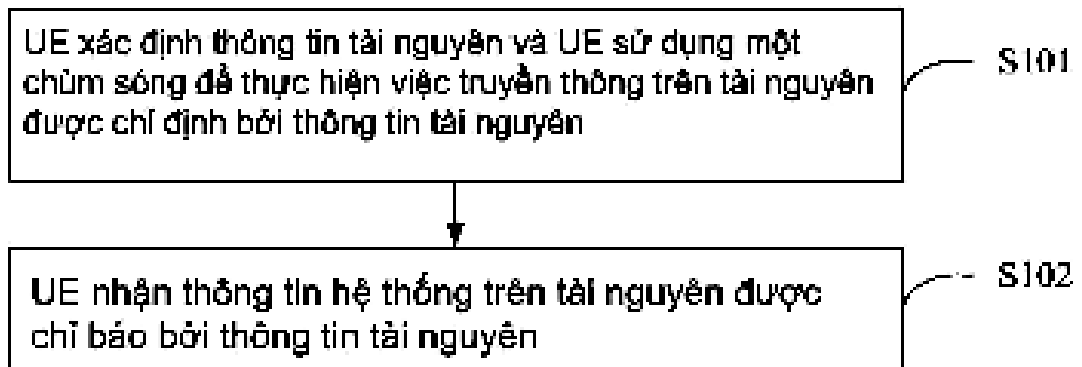 UE xác định thông tin tài nguyên và UE sử dụng một
chùm sóng để thực hiện việc truyền thông trên tài nguyên
được chỉ định bởi thông tin tài nguyên
S101
UE nhận thông tin hệ thống trên tài nguyên được
chỉ báo bởi thông tin tài nguyên
S102